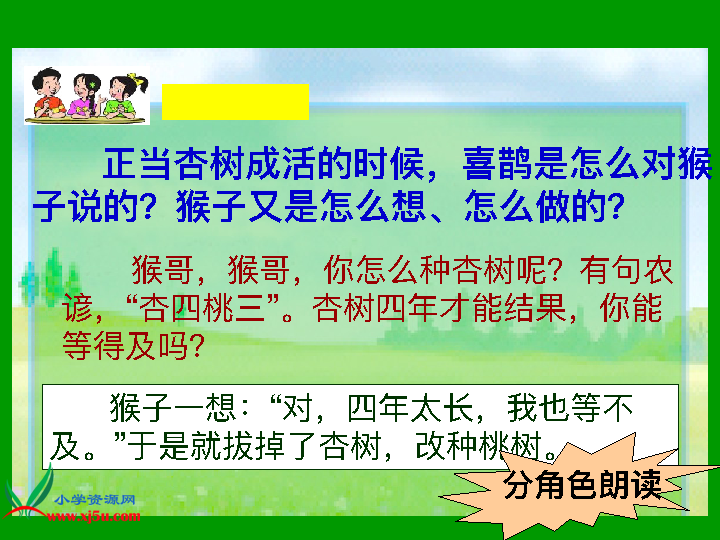 正当杏树成活的时候，喜鹊是怎么对猴
子说的？猴子又是怎么想、怎么做的？
猴哥，猴哥，你怎么种杏树呢？有句农
谚，“杏四桃三”。杏树四年才能结果，你能
等得及吗？
猴子一想：“对，四年太长，我也等不
及。”于是就拔掉了杏树，改种桃树。
分角色朗读
小学资源网
www.xj5u.com